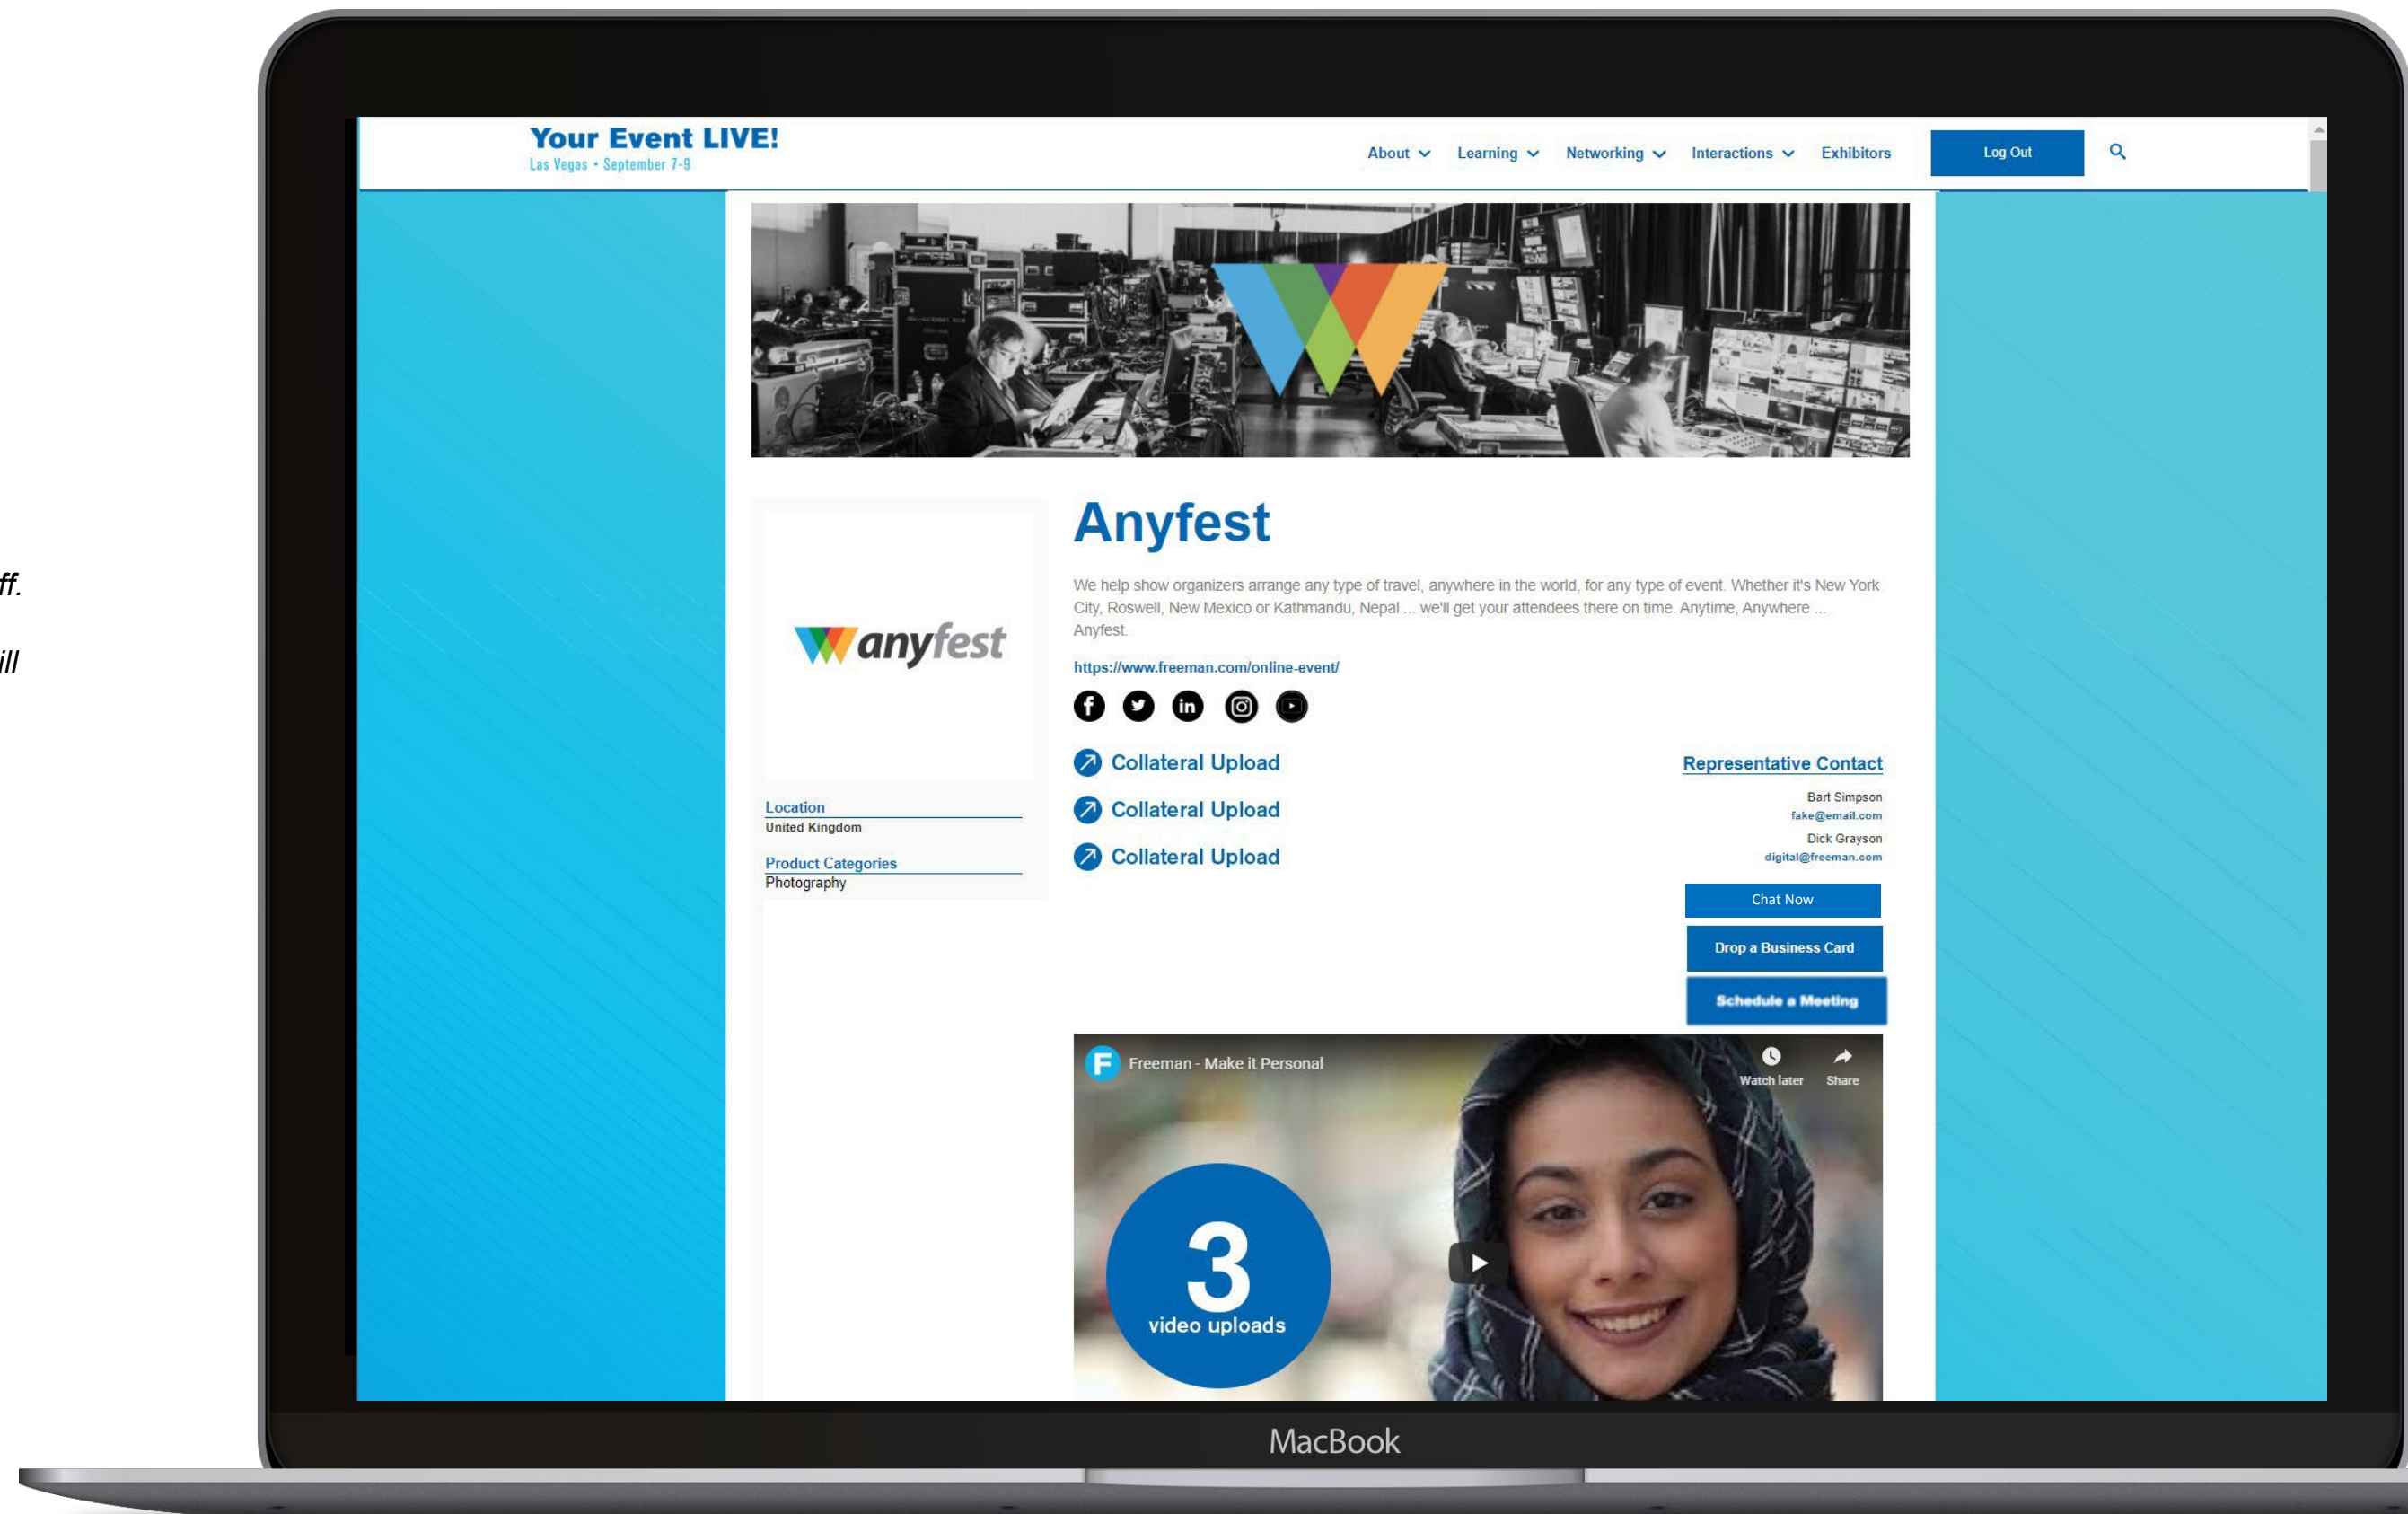 Your Event LIVE!
Las Vegas • September 7-9
About
Learning
Networking
Interactions
Exhibitors
Log Out
ff.
ill
anyfest
Location
United Kingdom
Product Categories
Photography
Anyfest
We help show organizers arrange any type of travel, anywhere in the world, for any type of event. Whether it's New York
City, Roswell, New Mexico or Kathmandu, Nepal ... we'll get your attendees there on time. Anytime, Anywhere ...
Anyfest.
https://www.freeman.com/online-event/
Collateral Upload
Collateral Upload
Collateral Upload
Representative Contact
Bart Simpson
fake@email.com
Dick Grayson
digital@freeman.com
Chat Now
Drop a Business Card
Schedule a Meeting
F
Freeman - Make it Personal
Watch later
Share
3
video uploads
MacBook